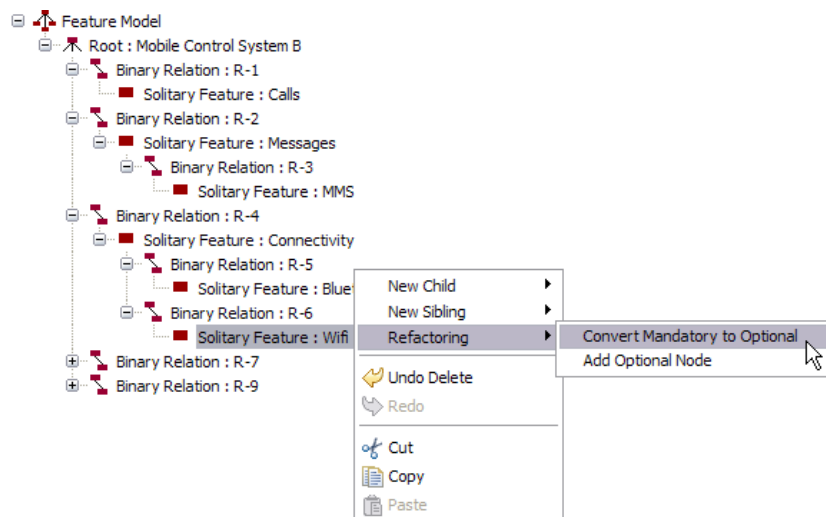 Feature Model
Root : Mobile Control System B
Binary Relation : R-1
Solitary Feature : Calls
Binary Relation : R-2
Solitary Feature : Messages
Binary Relation : R-3
Solitary Feature : MMS
Binary Relation : R-4
Solitary Feature : Connectivity
Binary Relation : R-5
Solitary Feature :
Binary Relation : R-6
Solitary Feature : Wifi
Binary Relation : R-7
Binary Relation : R-9
New Child
New Sibling
Refactoring
Undo Delete
Redo
Cut
Copy
Paste
Convert Mandatory to Optional
Add Optional Node